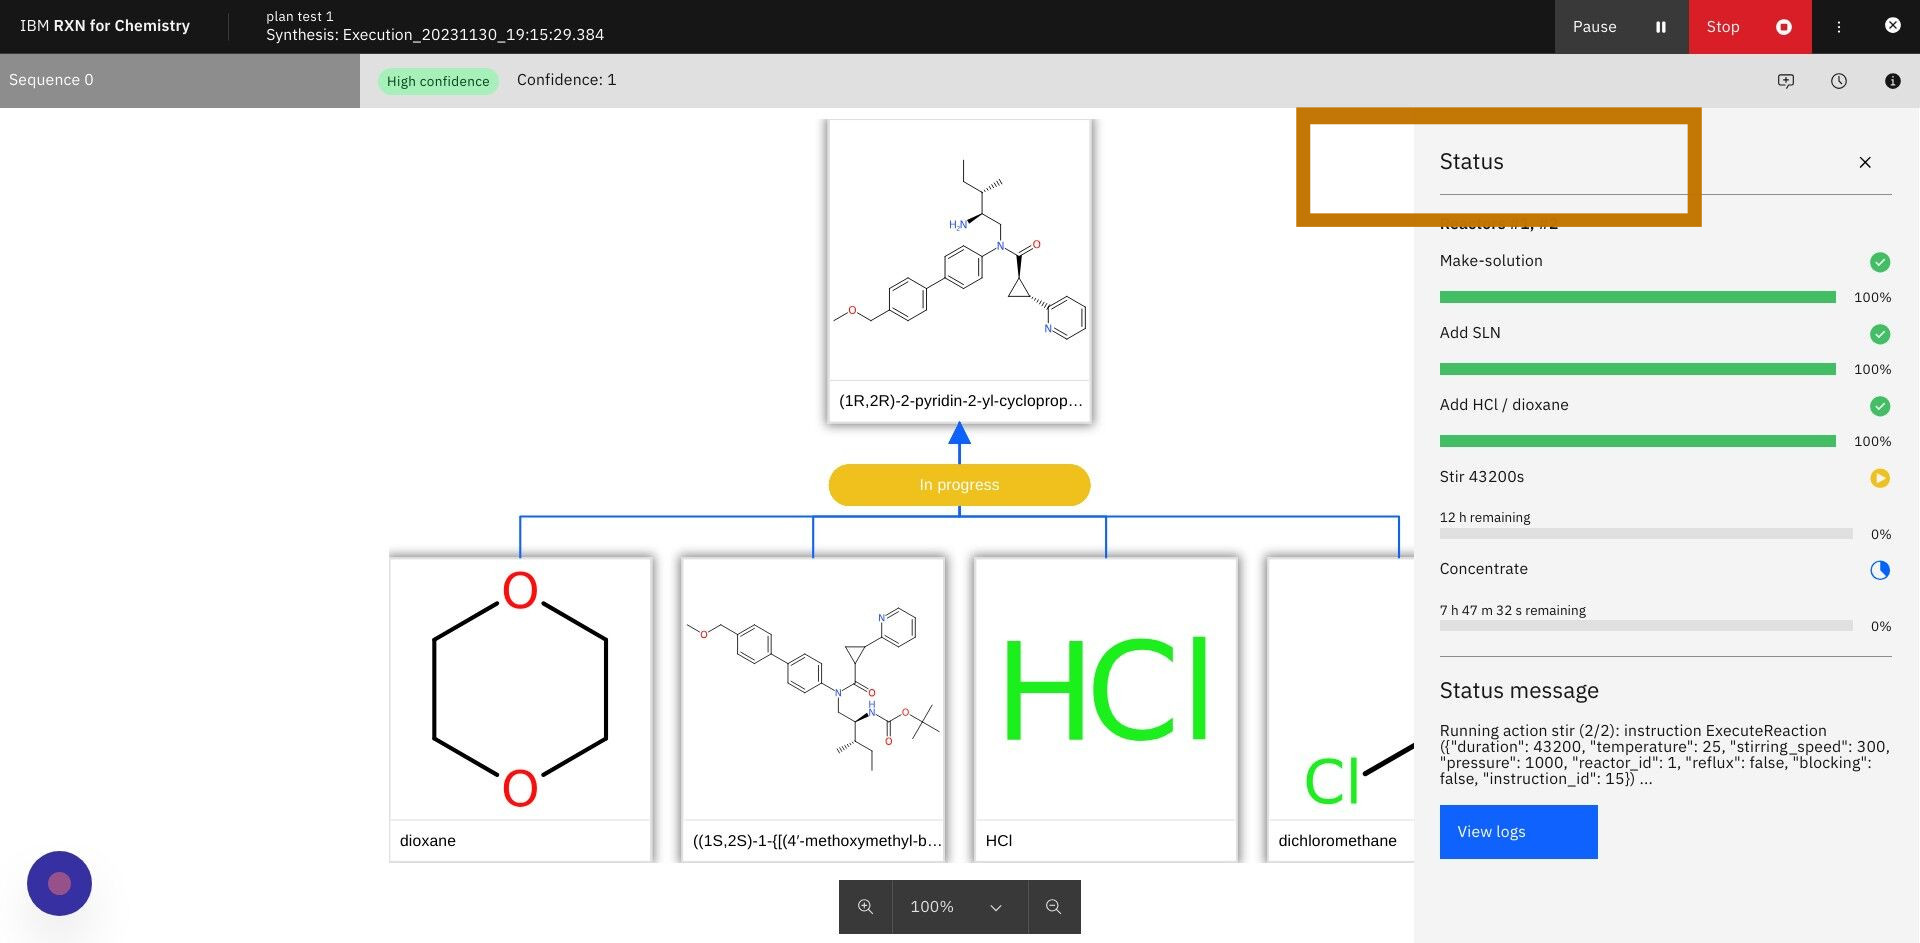 IBM RXN for Chemistry
plan test 1
Synthesis: Execution_20231130_19:15:29.384
Pause
Stop
Sequence 0
High confidence
Confidence: 1
H₂N
N
O
O
N
(1R,2R)-2-pyridin-2-yl-cycloprop...
In progress
O
O
dioxane
N
O
N
O
H
N
O
O
((1S,2S)-1-{[(4′-methoxymethyl-b...
HCl
HCl
Cl
dichloromethane
100%
Status
Reactors #1, #2
Make-solution
100%
Add SLN
100%
Add HCl / dioxane
100%
Stir 43200s
12 h remaining
0%
Concentrate
7 h 47 m 32 s remaining
0%
Status message
Running action stir (2/2): instruction ExecuteReaction
({"duration": 43200, "temperature": 25, "stirring_speed": 300,
"pressure": 1000, "reactor_id": 1, "reflux": false, "blocking":
false, "instruction_id": 15}) ...
View logs